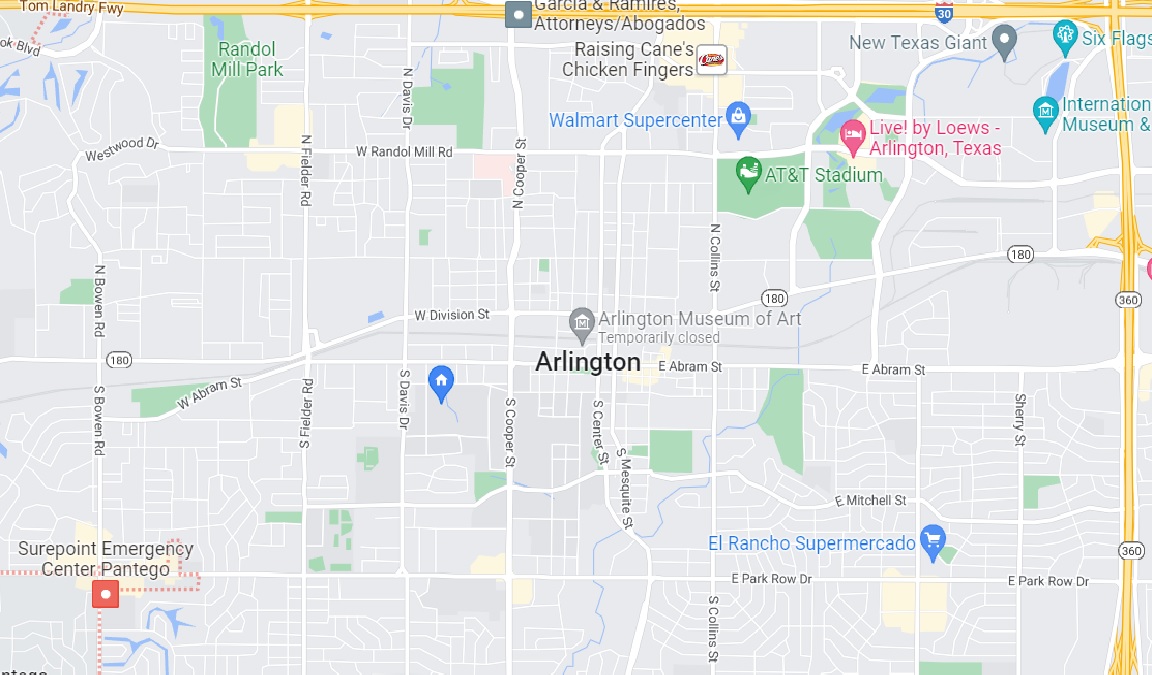 Tom Landry Fwy
Garcia & Ramires,
Attorneys/Abogados
30
ok Blvd
Randol
Mill Park
Raising Cane's
Chicken Fingers
Canes
New Texas Giant
Six Flags
N Davis Dr
Walmart Supercenter
Internation
Museum &
Live! by Loews -
Arlington, Texas
Westwood Dr
N Fielder Rd
W Randol Mill Rd
N Cooper St
AT&T Stadium
N Collins St
180
N Bowen Rd
180
360
W Division St
Arlington Museum of Art
Temporarily closed
180
Arlington
E Abram St
E Abram St
W Abram St
S Bowen Rd
S Fielder Rd
S Davis Dr
S Cooper St
S Center St
S Mesquite St
Sherry St
E Mitchell St
Surepoint Emergency
Center Pantego
El Rancho Supermercado
360
E Park Row Dr
E Park Row Dr
S Collins St
ntego